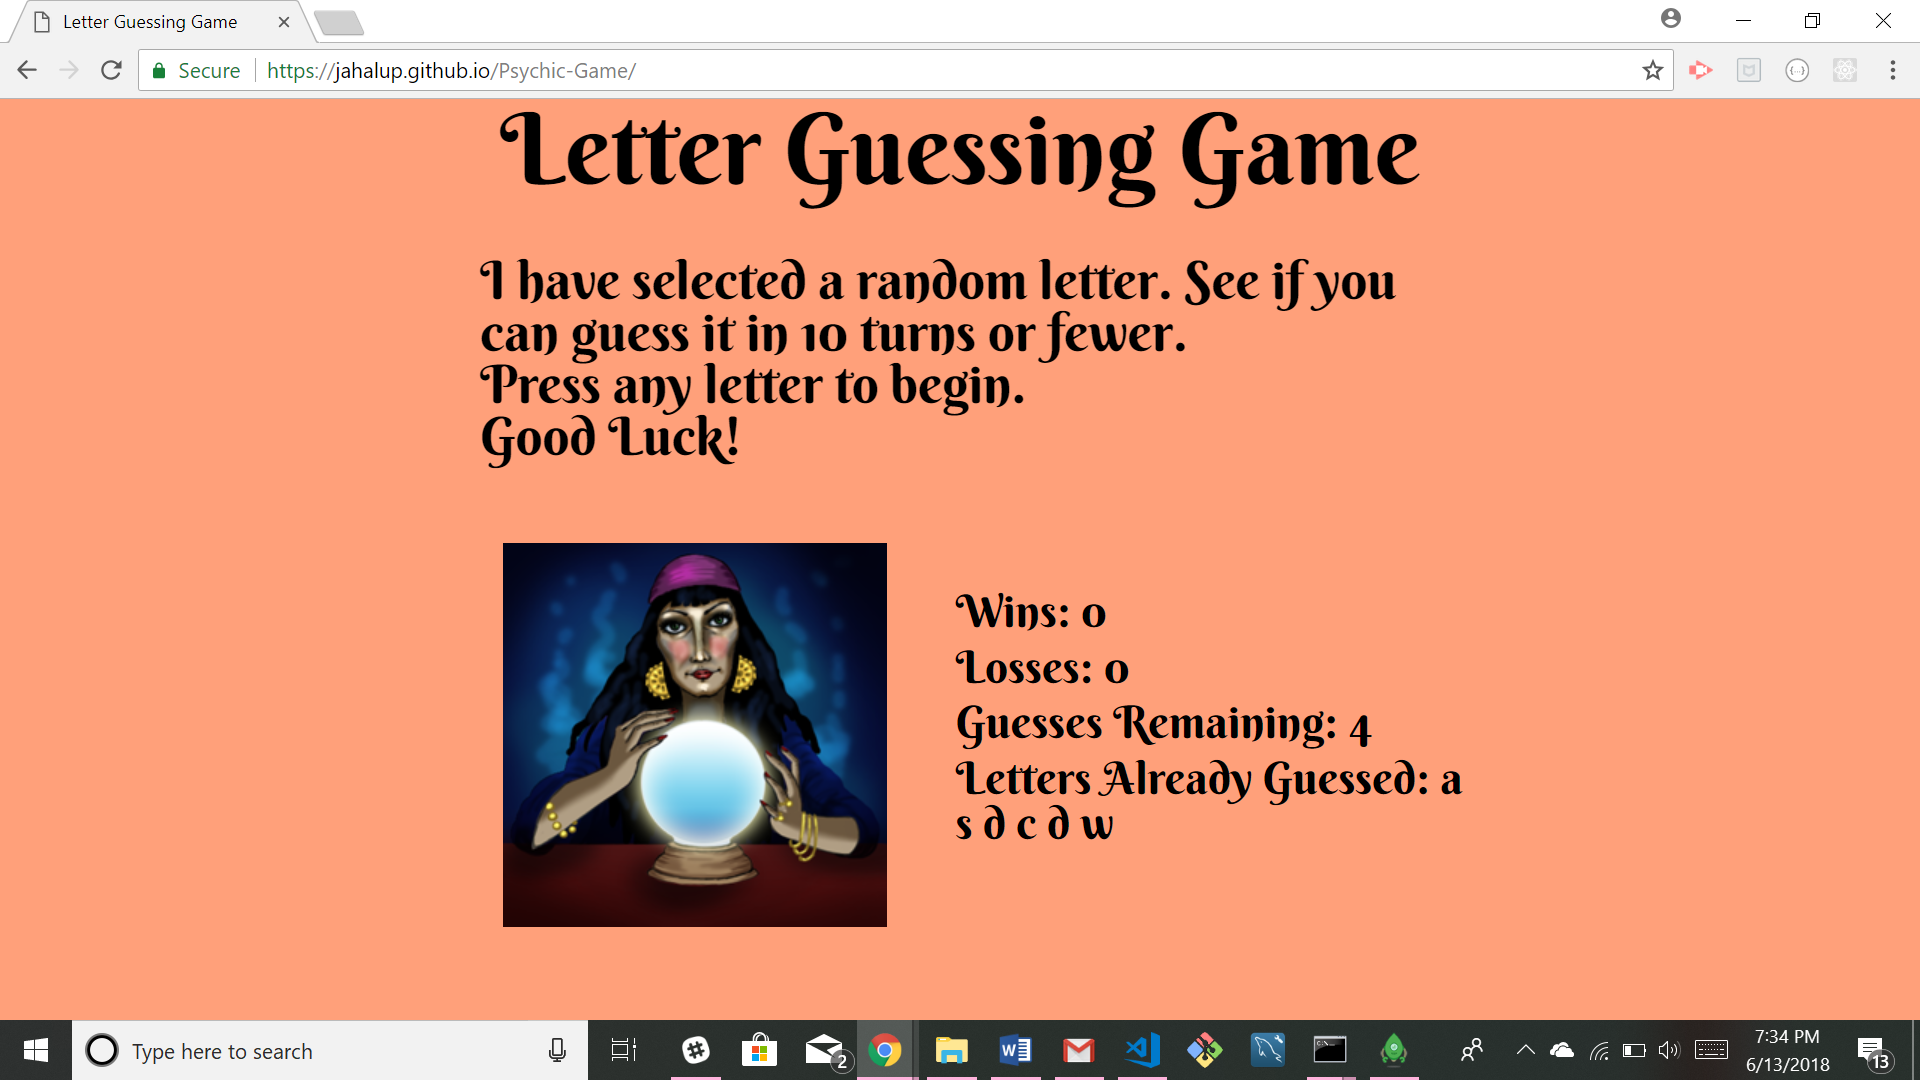 Letter Guessing Game
Secure
https://jahalup.github.io/Psychic-Game/
Letter Guessing Game
I have selected a random letter. See if you
can guess it in 10 turns or fewer.
Press any letter to begin.
Good Luck!
Wins: 0
Losses: 0
Guesses Remaining: 4
Letters Already Guessed: a
s d c d w
Type here to search
2
7:34 PM
6/13/2018
13